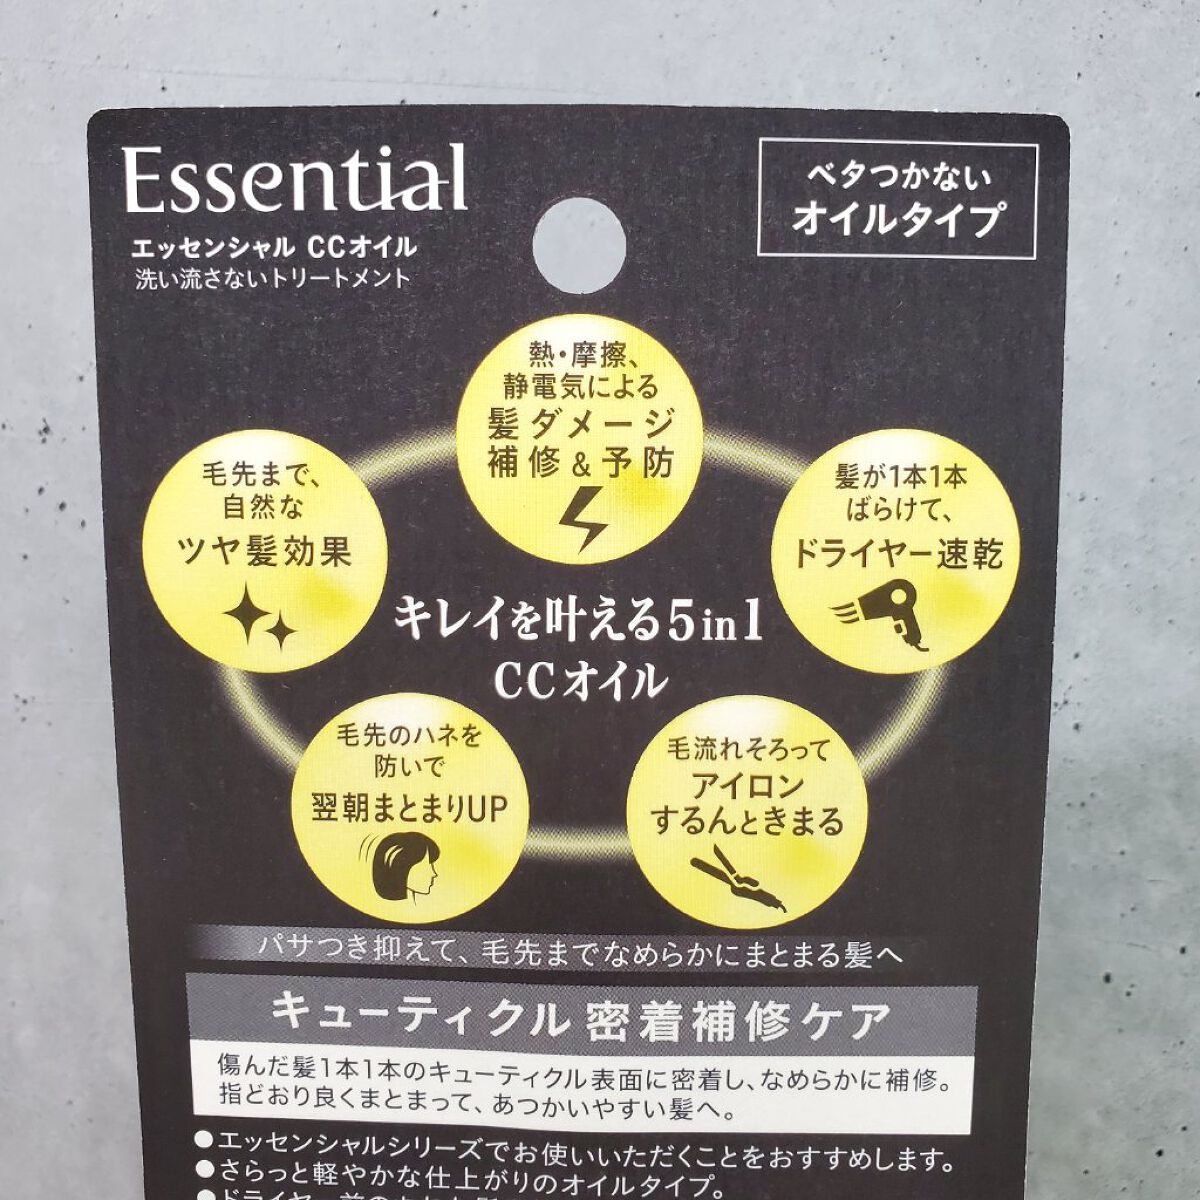 Essential
エッセンシャル CCオイル
洗い流さないトリートメント
ベタつかない
オイルタイプ
熱・摩擦、
静電気による
髪ダメージ
補修&予防
毛先まで、
自然な
ツヤ髪効果
髪が1本1本
ばらけて、
ドライヤー速乾
キレイを叶える5in1
CCオイル
毛先のハネを
防いで
翌朝まとまりUP
毛流れそろって
アイロン
するんときまる
パサつき抑えて、毛先までなめらかにまとまる髪へ
キューティクル密着補修ケア
傷んだ髪1本1本のキューティクル表面に密着し、なめらかに補修。
指どおり良くまとまって、あつかいやすい髪へ。
●エッセンシャルシリーズでお使いいただくことをおすすめします。
●さらっと軽やかな仕上がりのオイルタイプ。
●ドライヤー前の